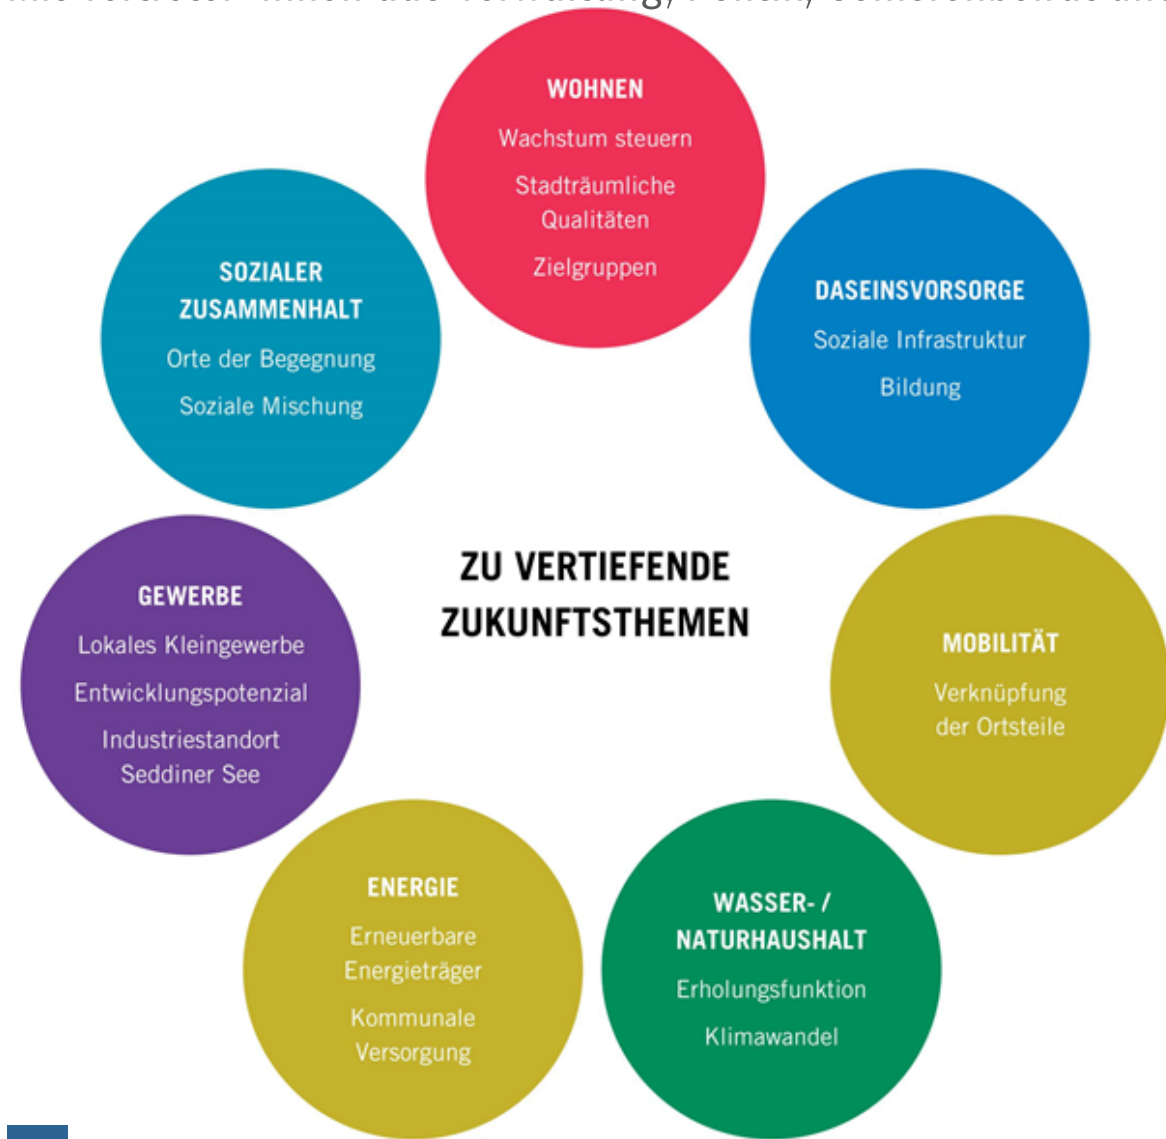 WOHNEN
Wachstum steuern
Stadträumliche
Qualitäten
Zielgruppen
DASEINSVORSORGE
Soziale Infrastruktur
Bildung
MOBILITÄT
Verknüpfung
der Ortsteile
WASSER- /
NATURHAUSHALT
Erholungsfunktion
Klimawandel
ENERGIE
Erneuerbare
Energieträger
Kommunale
Versorgung
GEWERBE
Lokales Kleingewerbe
Entwicklungspotenzial
Industriestandort
Seddiner See
SOZIALER
ZUSAMMENHALT
Orte der Begegnung
Soziale Mischung
ZU VERTIEFENDE
ZUKUNFTSTHEMEN